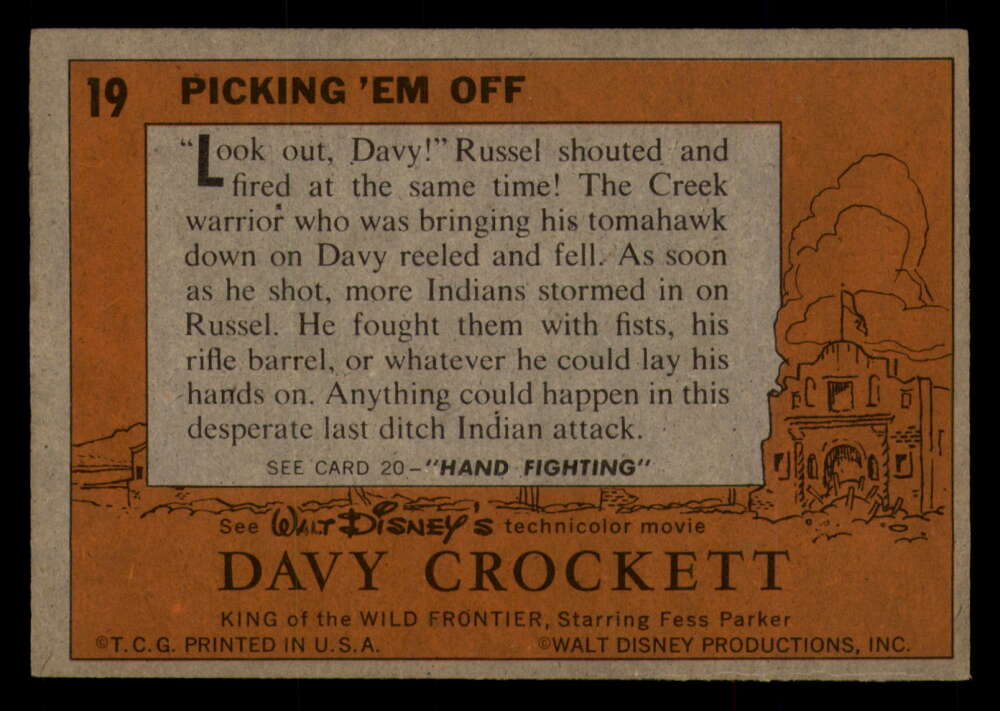 19 PICKING 'EM OFF
"Look out, Davy!" Russel shouted and
fired at the same time! The Creek
warrior who was bringing his tomahawk
down on Davy reeled and fell. As soon
as he shot, more Indians stormed in on
Russel. He fought them with fists, his
rifle barrel, or whatever he could lay his
hands on. Anything could happen in this
desperate last ditch Indian attack.
SEE CARD 20-"HAND FIGHTING"
See WALT DISNEY'S technicolor movie
DAVY CROCKETT
KING of the WILD FRONTIER, Starring Fess Parker
©T.C.G. PRINTED IN U.S.A. ©WALT DISNEY PRODUCTIONS, INC.